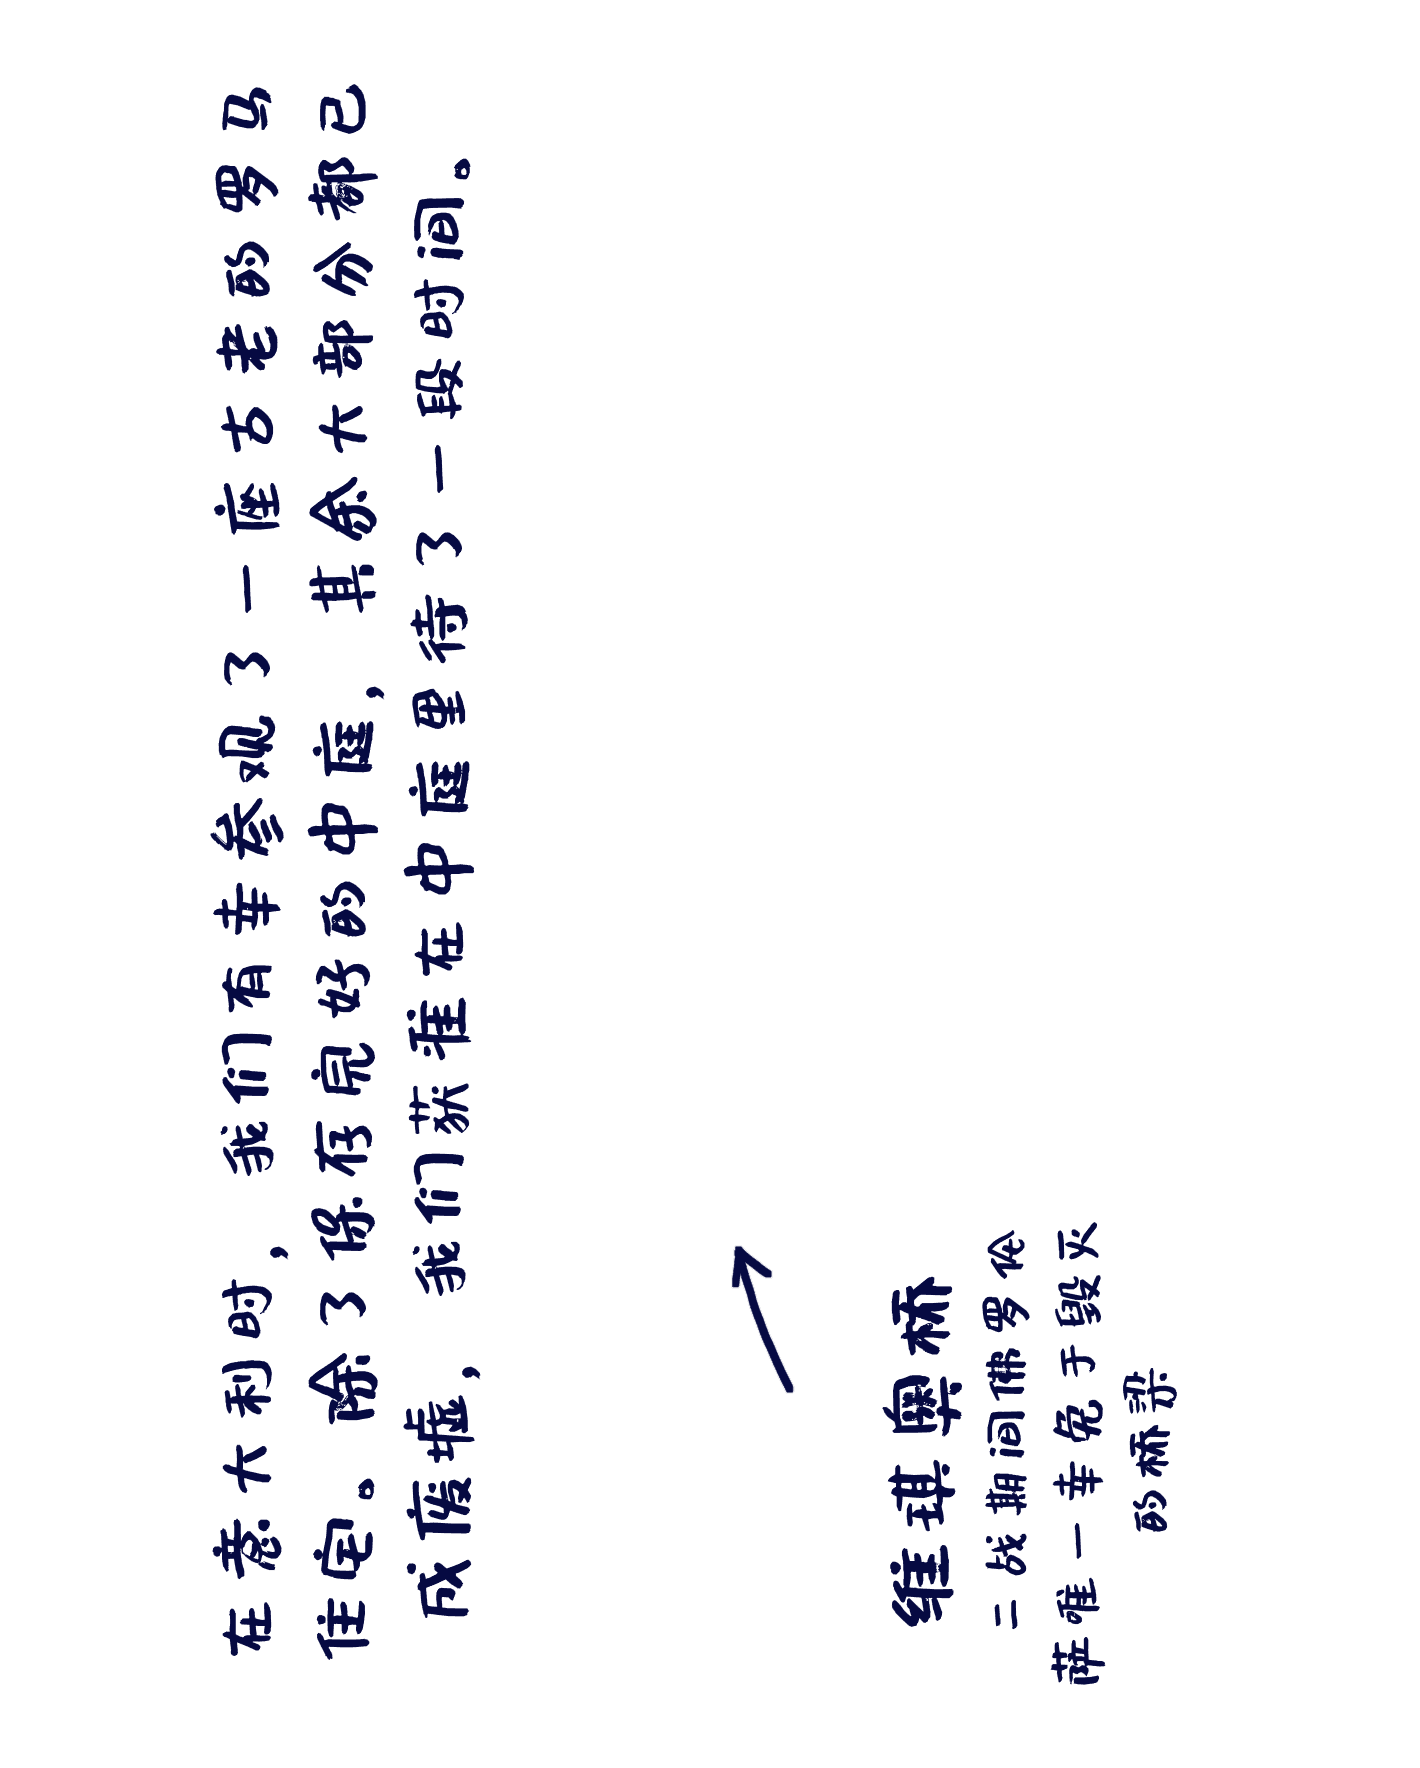 在意大利时，我们有幸参观了一座古老的罗马
住宅。除了保存完好的中庭，其余大部分都已
成废墟，我们获准在中庭里待了一段时间。
维琪奥桥
二战期间佛罗伦
萨唯一幸免于毁灭
的桥梁